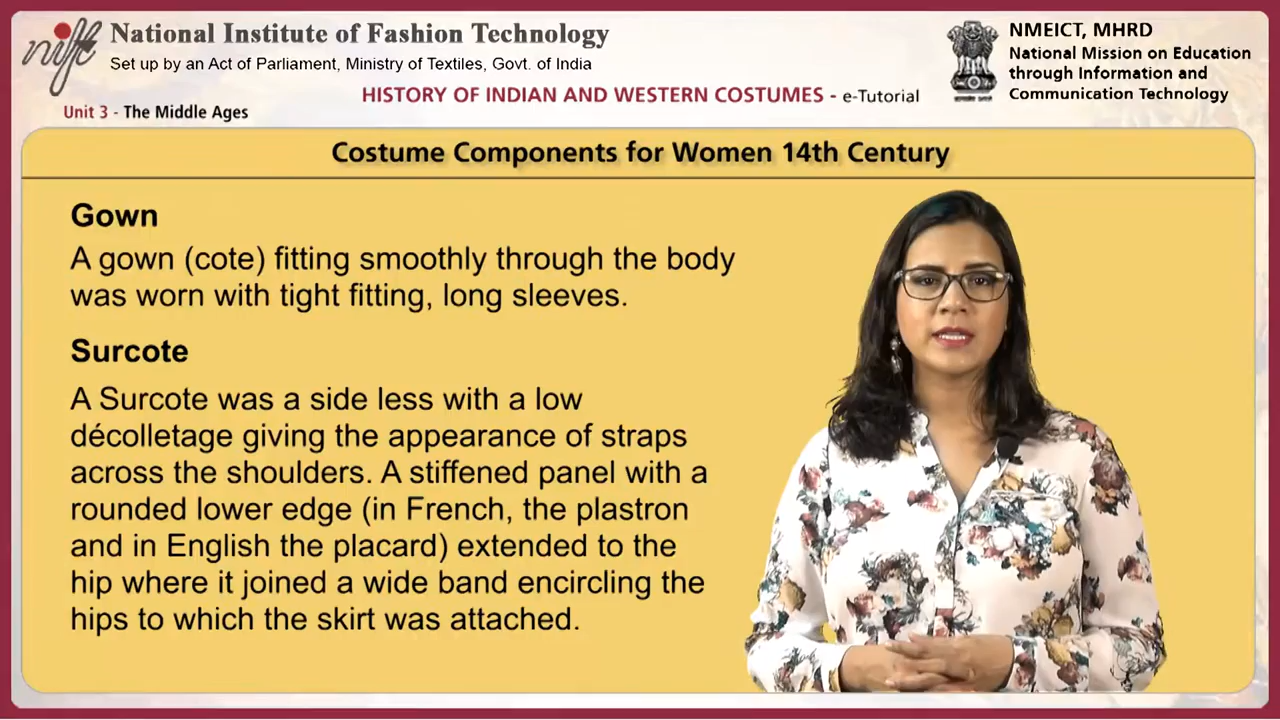 nift
National Institute of Fashion Technology
Set up by an Act of Parliament, Ministry of Textiles, Govt. of India
NMEICT, MHRD
National Mission on Education
through Information and
Communication Technology
HISTORY OF INDIAN AND WESTERN COSTUMES - e-Tutorial
Unit 3 - The Middle Ages
Costume Components for Women 14th Century
Gown
A gown (cote) fitting smoothly through the body
was worn with tight fitting, long sleeves.
Surcote
A Surcote was a side less with a low
décolletage giving the appearance of straps
across the shoulders. A stiffened panel with a
rounded lower edge (in French, the plastron
and in English the placard) extended to the
hip where it joined a wide band encircling the
hips to which the skirt was attached.